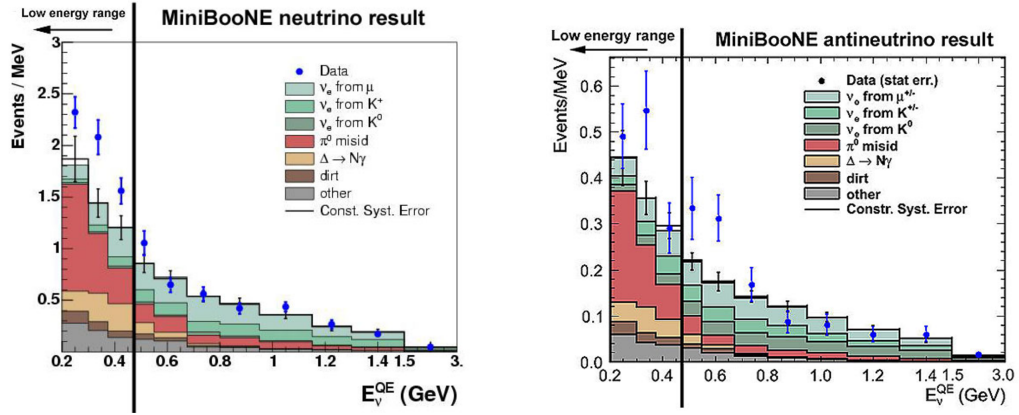 Low energy range
MiniBooNE neutrino result
Events / MeV
3
2.5
2
1.5
1
0.5
Data
νe from μ
νe from K+
νe from K0
π0 misid
Δ → Nγ
dirt
other
Const. Syst. Error
0.2 0.4 0.6 0.8 1.0 1.2 1.4 1.5 3.
EνQE (GeV)
Low energy range
MiniBooNE antineutrino result
Events/MeV
0.6
0.5
0.4
0.3
0.2
0.1
0.0
Data (stat err.)
νe from μ+/-
νe from K+/-
νe from K0
π0 misid
Δ → Nγ
dirt
other
Constr. Syst. Error
0.2 0.4 0.6 0.8 1.0 1.2 1.4 1.5 3.0
EνQE (GeV)